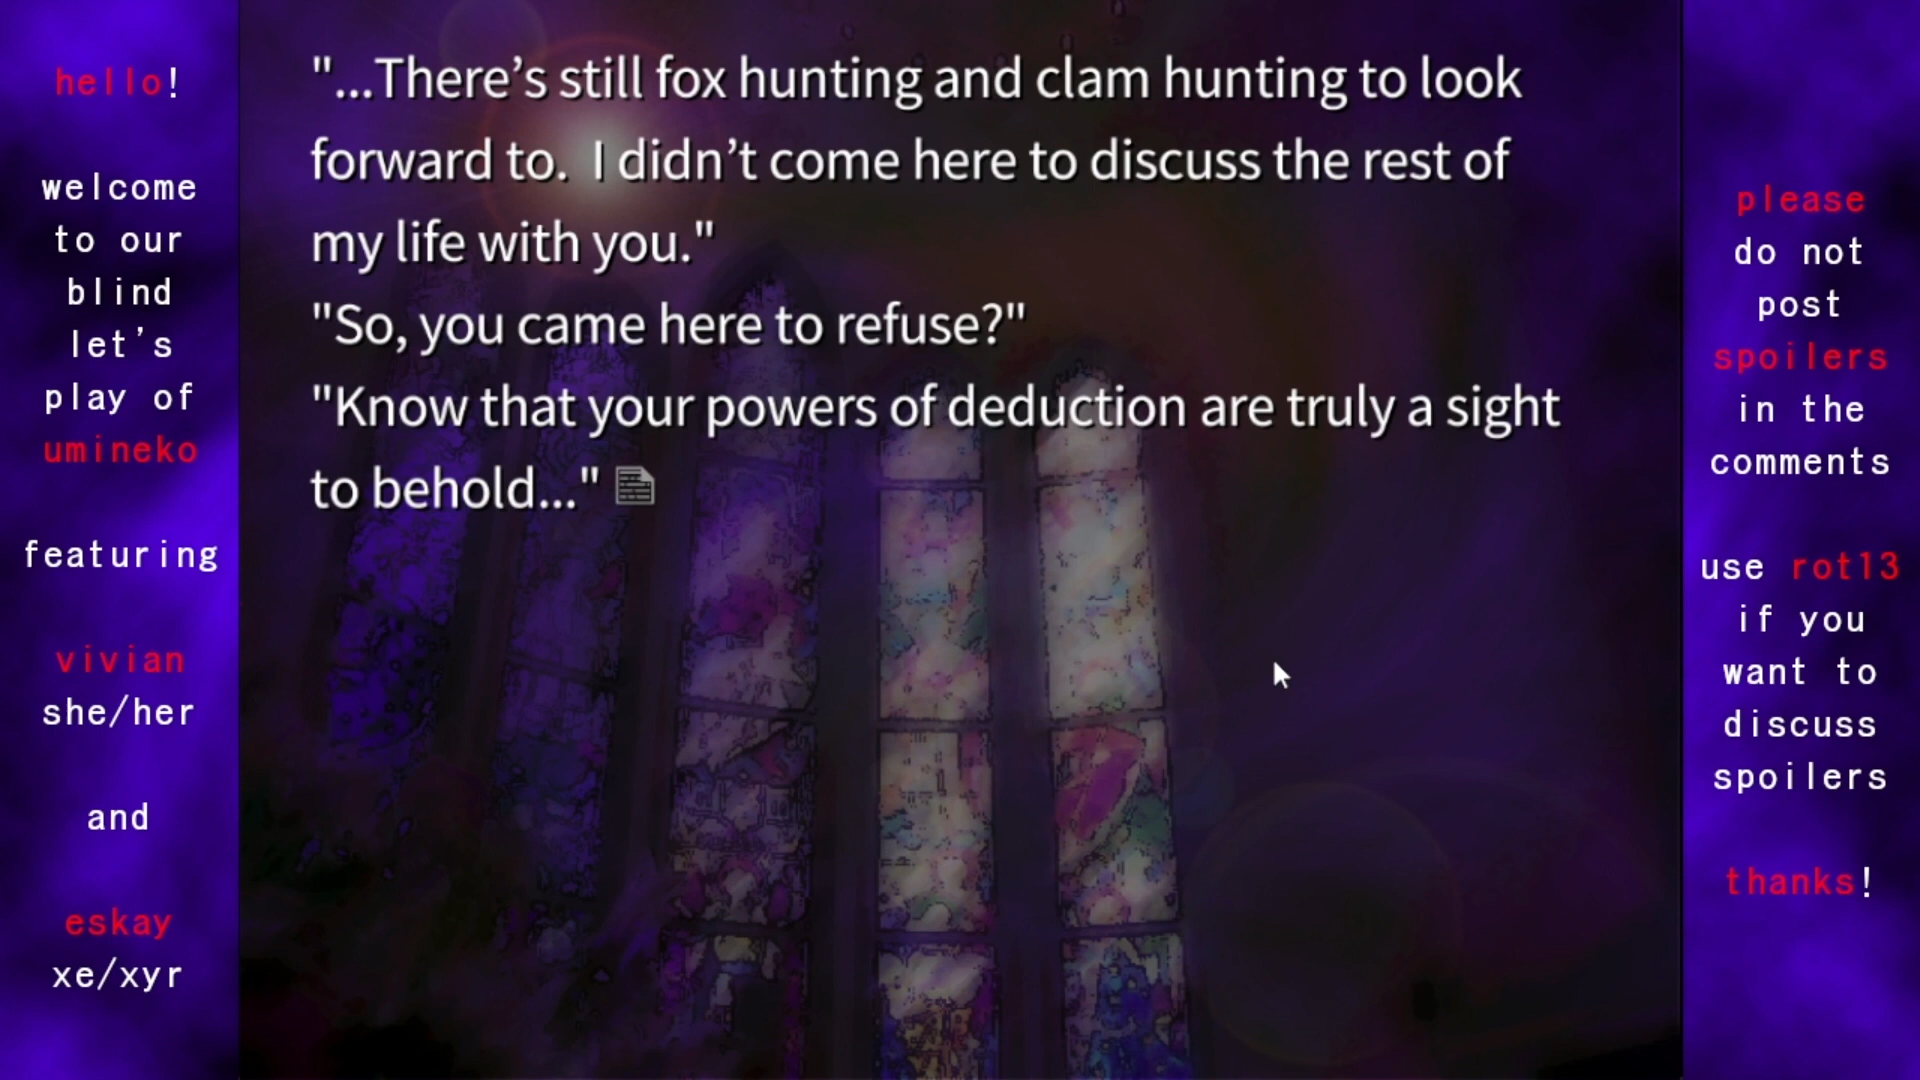 hello!
welcome
to our
blind
let's
play of
umineko
featuring
vivian
she/her
and
eskay
xe/xyr
"...There’s still fox hunting and clam hunting to look
forward to.  I didn’t come here to discuss the rest of
my life with you."
"So, you came here to refuse?"
"Know that your powers of deduction are truly a sight
to behold..."
please
do not
post
spoilers
in the
comments
use rot13
if you
want to
discuss
spoilers
thanks!